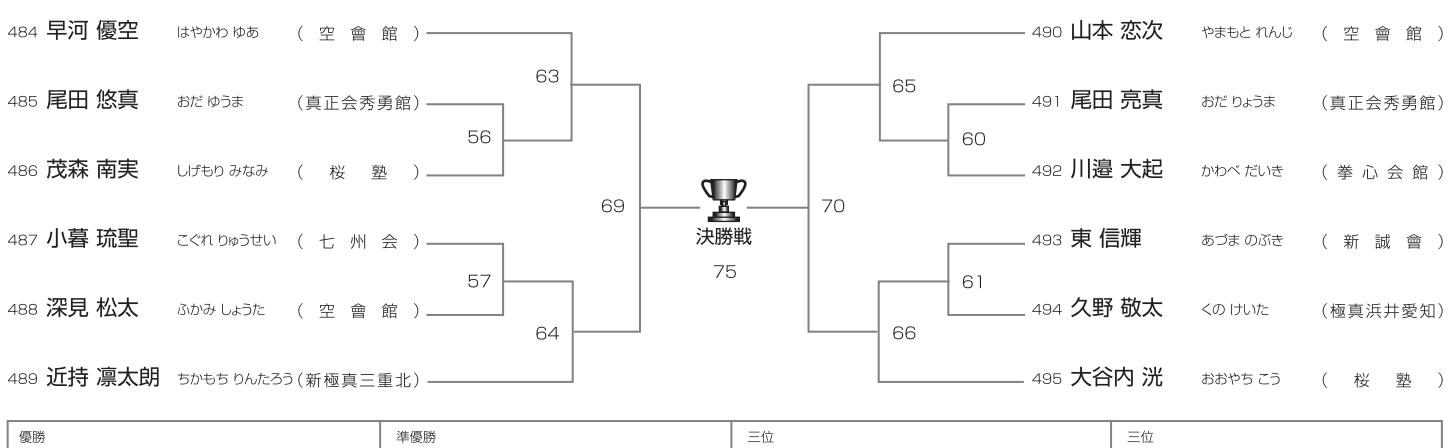 484 早河 優空 はやかわ ゆあ ( 空 會 館 )
485 尾田 悠真 おだ ゆうま (真正会秀勇館)
486 茂森 南実 しげもり みなみ ( 桜 塾 )
487 小暮 琉聖 こぐれ りゅうせい ( 七 州 会 )
488 深見 松太 ふかみ しょうた ( 空 會 館 )
489 近持 凛太朗 ちかもち りんたろう (新極真三重北)
63
56
69
57
64
決勝戦
75
490 山本 恋次 やまもと れんじ ( 空 會 館 )
491 尾田 亮真 おだ りょうま (真正会秀勇館)
492 川邉 大起 かわべ だいき ( 拳 心 会 館 )
493 東 信輝 あづま のぶき ( 新 誠 會 )
494 久野 敬太 くの けいた (極真浜井愛知)
495 大谷内 洸 おおやち こう ( 桜 塾 )
65
60
70
61
66
優勝 準優勝 三位 三位